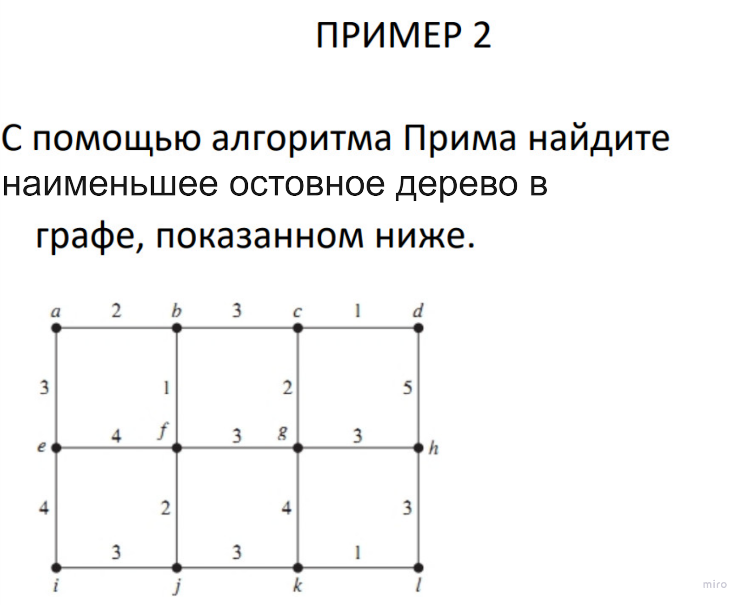 ПРИМЕР 2
С помощью алгоритма Прима найдите
наименьшее остовное дерево в
графе, показанном ниже.
a 2 b 3 c 1 d
3 1 2 5
e 4 f 3 g 3 h
4 2 4 3
3 3 1
i j k l
miro